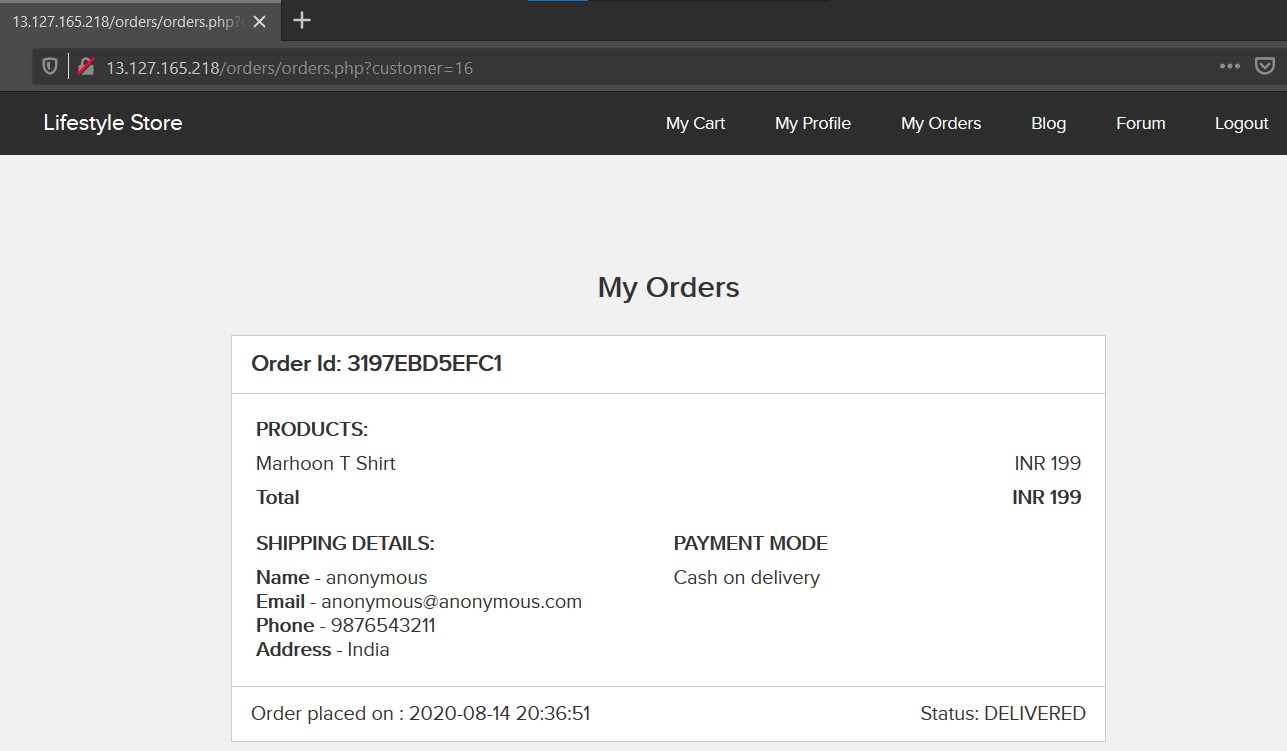 13.127.165.218/orders/orders.php?c
13.127.165.218/orders/orders.php?customer=16
Lifestyle Store My Cart My Profile My Orders Blog Forum Logout
My Orders
Order Id: 3197EBD5EFC1
PRODUCTS:
Marhoon T Shirt INR 199
Total INR 199
SHIPPING DETAILS: PAYMENT MODE
Name - anonymous Cash on delivery
Email - anonymous@anonymous.com
Phone - 9876543211
Address - India
Order placed on : 2020-08-14 20:36:51 Status: DELIVERED